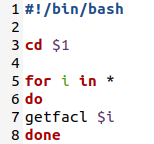 1 #!/bin/bash
2
3 cd $1
4
5 for i in *
6 do
7 getfacl $i
8 done